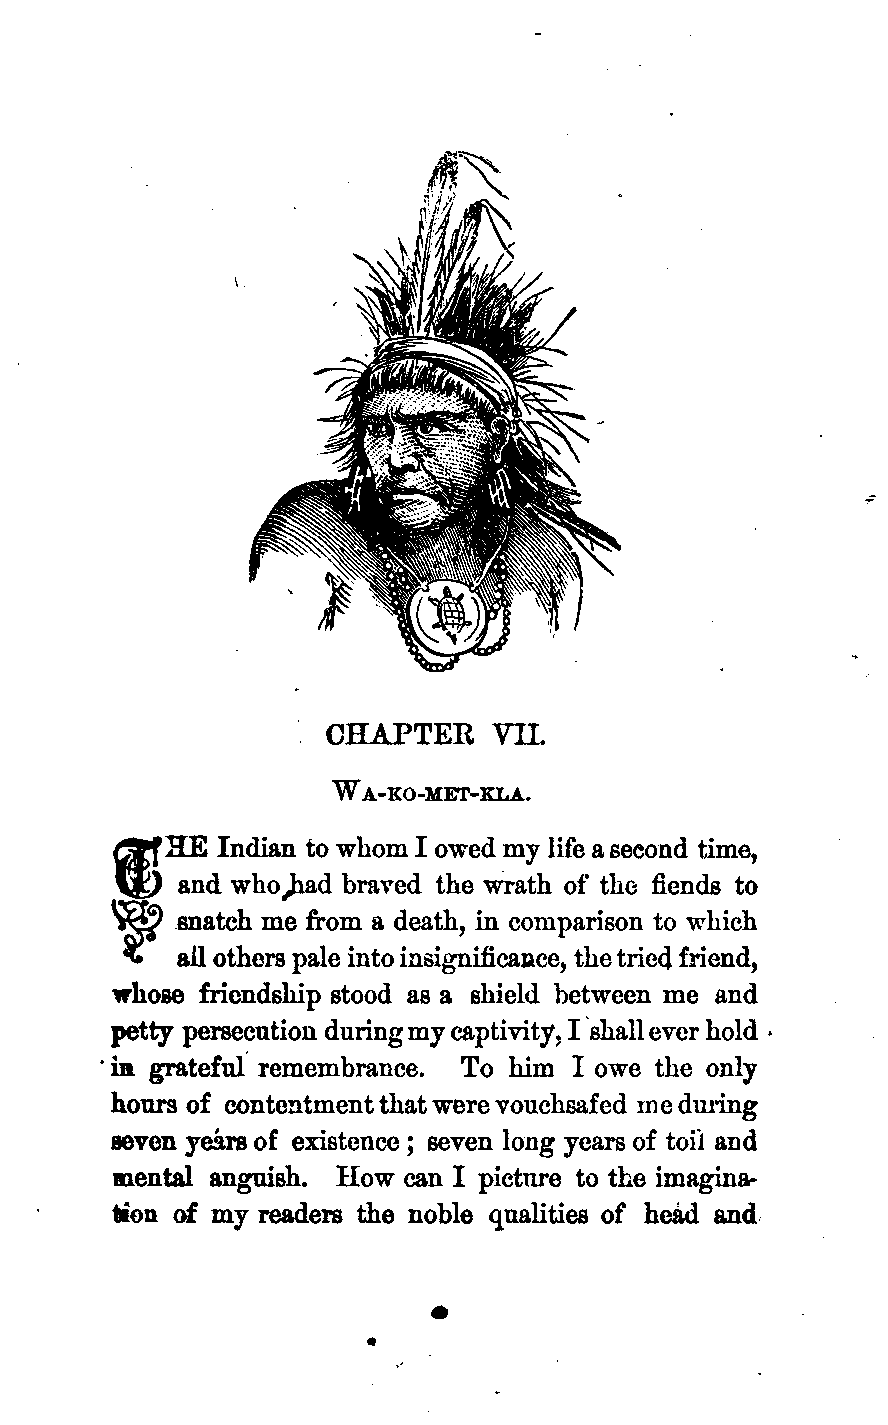 CHAPTER VII.
WA-KO-MET-KLA.
THE Indian to whom I owed my life a second time,
and who had braved the wrath of the fiends to
snatch me from a death, in comparison to which
all others pale into insignificance, the tried friend,
whose friendship stood as a shield between me and
petty persecution during my captivity, I shall ever hold
in grateful remembrance. To him I owe the only
hours of contentment that were vouchsafed me during
seven years of existence; seven long years of toil and
mental anguish. How can I picture to the imagina-
tion of my readers the noble qualities of head and